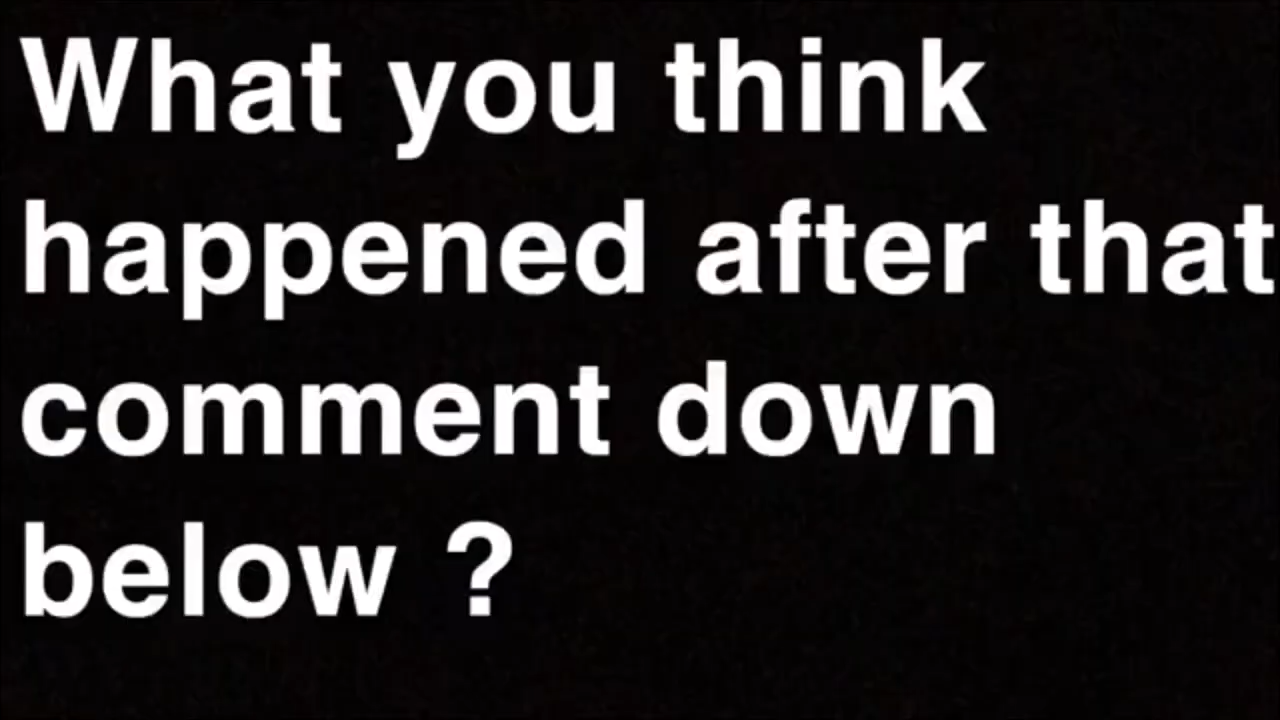 What you think
happened after that
comment down
below ?